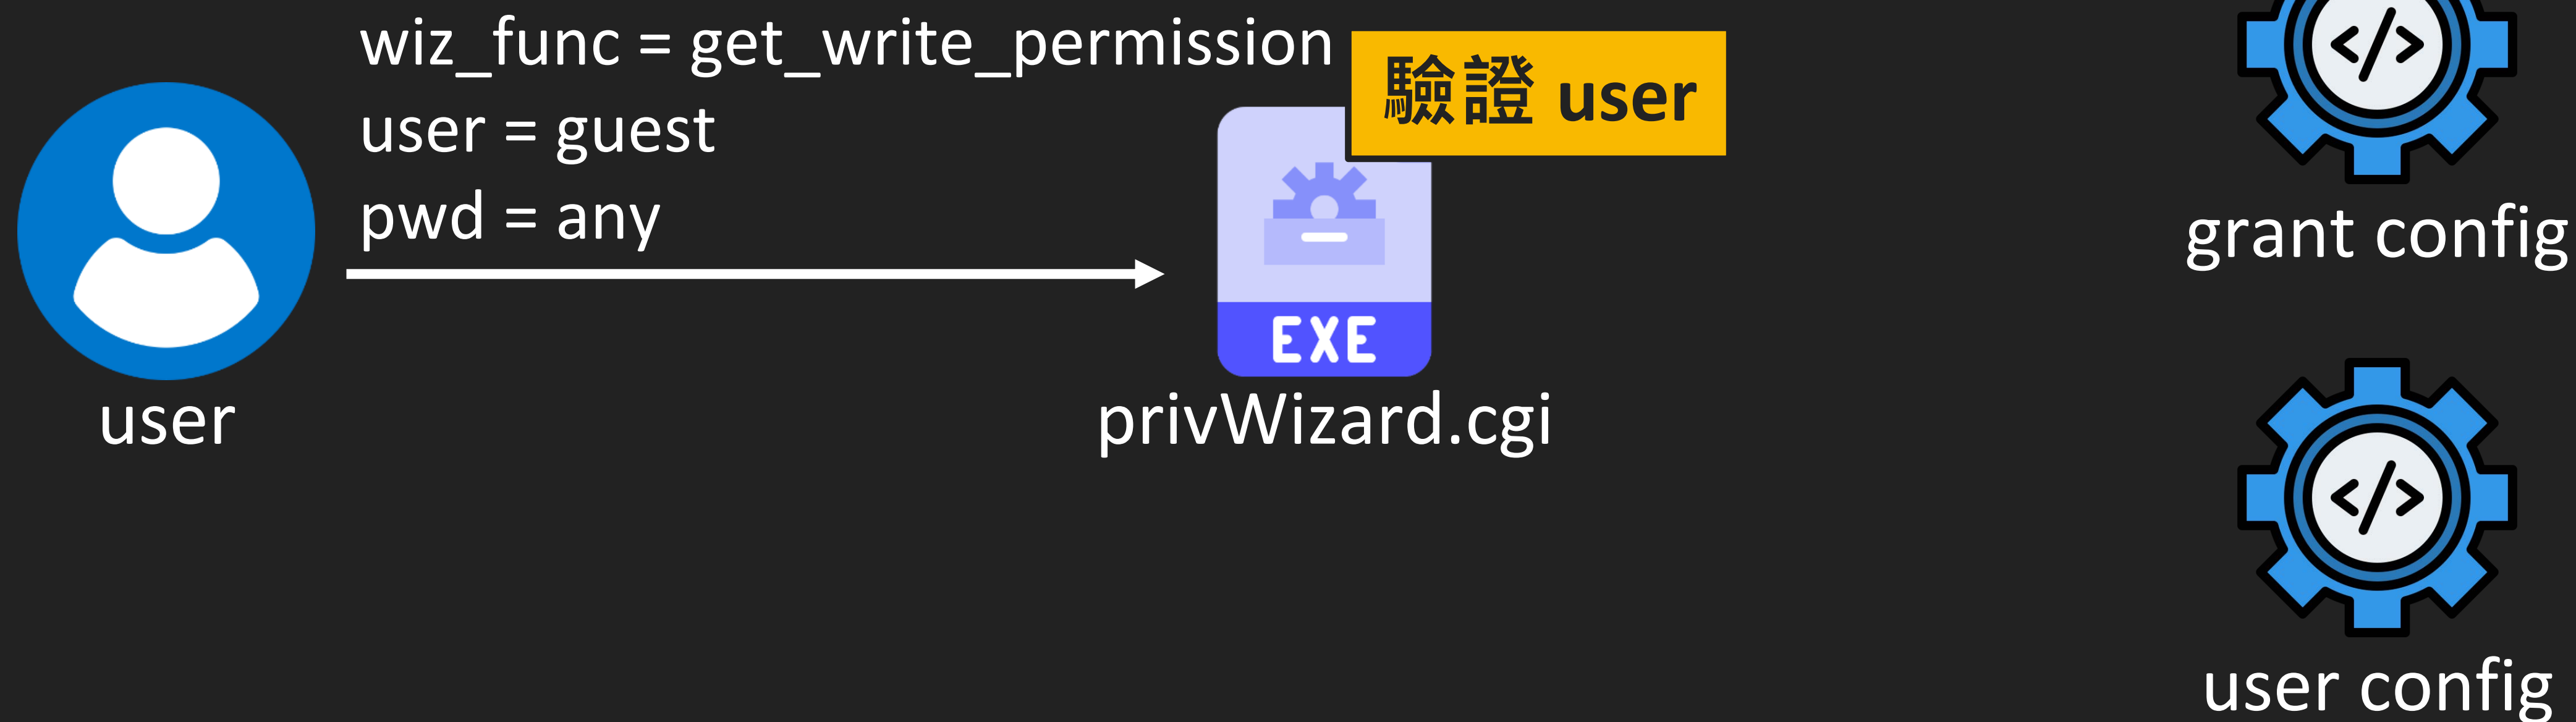 wiz_func = get_write_permission
user = guest
pwd = any
驗證 user
</>
grant config
EXE
user
privWizard.cgi
</>
user config